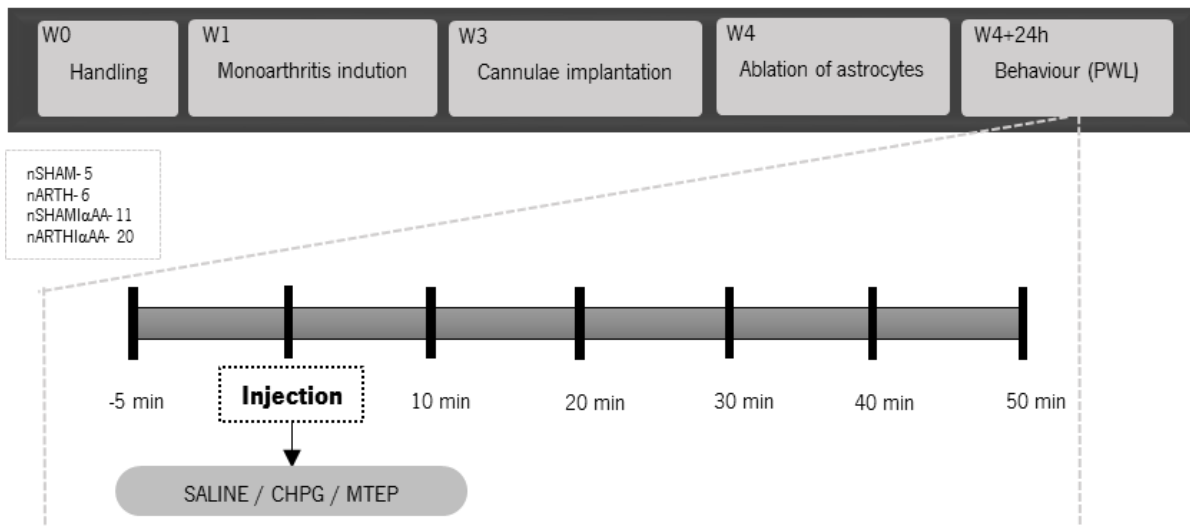 W0
Handling
W1
Monoarthritis indution
W3
Cannulae implantation
W4
Ablation of astrocytes
W4+24h
Behaviour (PWL)
nSHAM- 5
nARTH- 6
nSHAMlαAA- 11
nARTHlαAA- 20
-5 min
Injection
10 min
20 min
30 min
40 min
50 min
SALINE / CHPG / MTEP